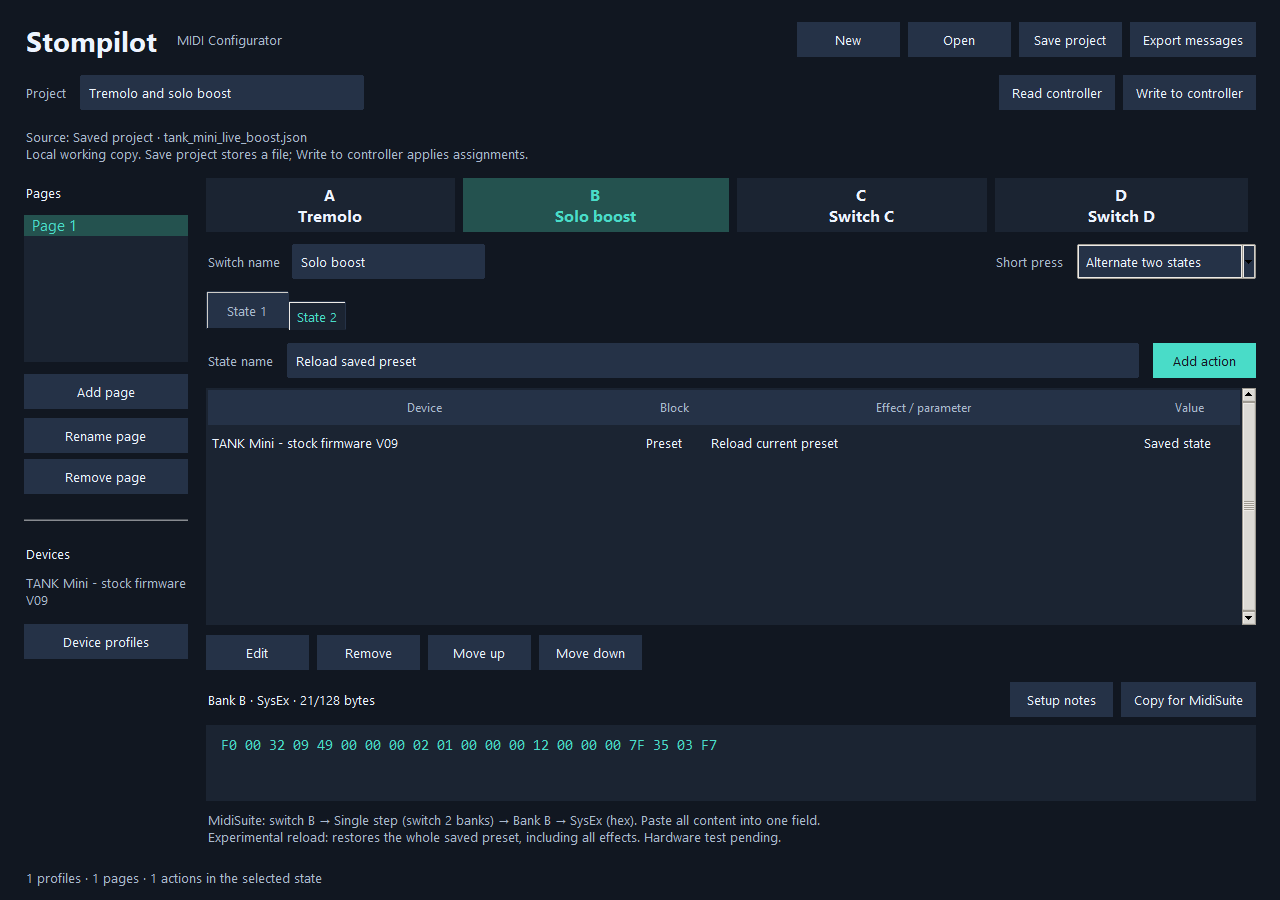 Stompilot MIDI Configurator New Open Save project Export messages
Project Tremolo and solo boost Read controller Write to controller
Source: Saved project · tank_mini_live_boost.json
Local working copy. Save project stores a file; Write to controller applies assignments.
Pages
Page 1
Add page
Rename page
Remove page
Devices
TANK Mini - stock firmware
V09
Device profiles
A B C D
Tremolo Solo boost Switch C Switch D
Switch name Solo boost Short press Alternate two states
State 1 State 2
State name Reload saved preset Add action
Device Block Effect / parameter Value
TANK Mini - stock firmware V09 Preset Reload current preset Saved state
Edit Remove Move up Move down
Bank B · SysEx · 21/128 bytes Setup notes Copy for MidiSuite
F0 00 32 09 49 00 00 00 02 01 00 00 00 12 00 00 00 7F 35 03 F7
MidiSuite: switch B → Single step (switch 2 banks) → Bank B → SysEx (hex). Paste all content into one field.
Experimental reload: restores the whole saved preset, including all effects. Hardware test pending.
1 profiles · 1 pages · 1 actions in the selected state